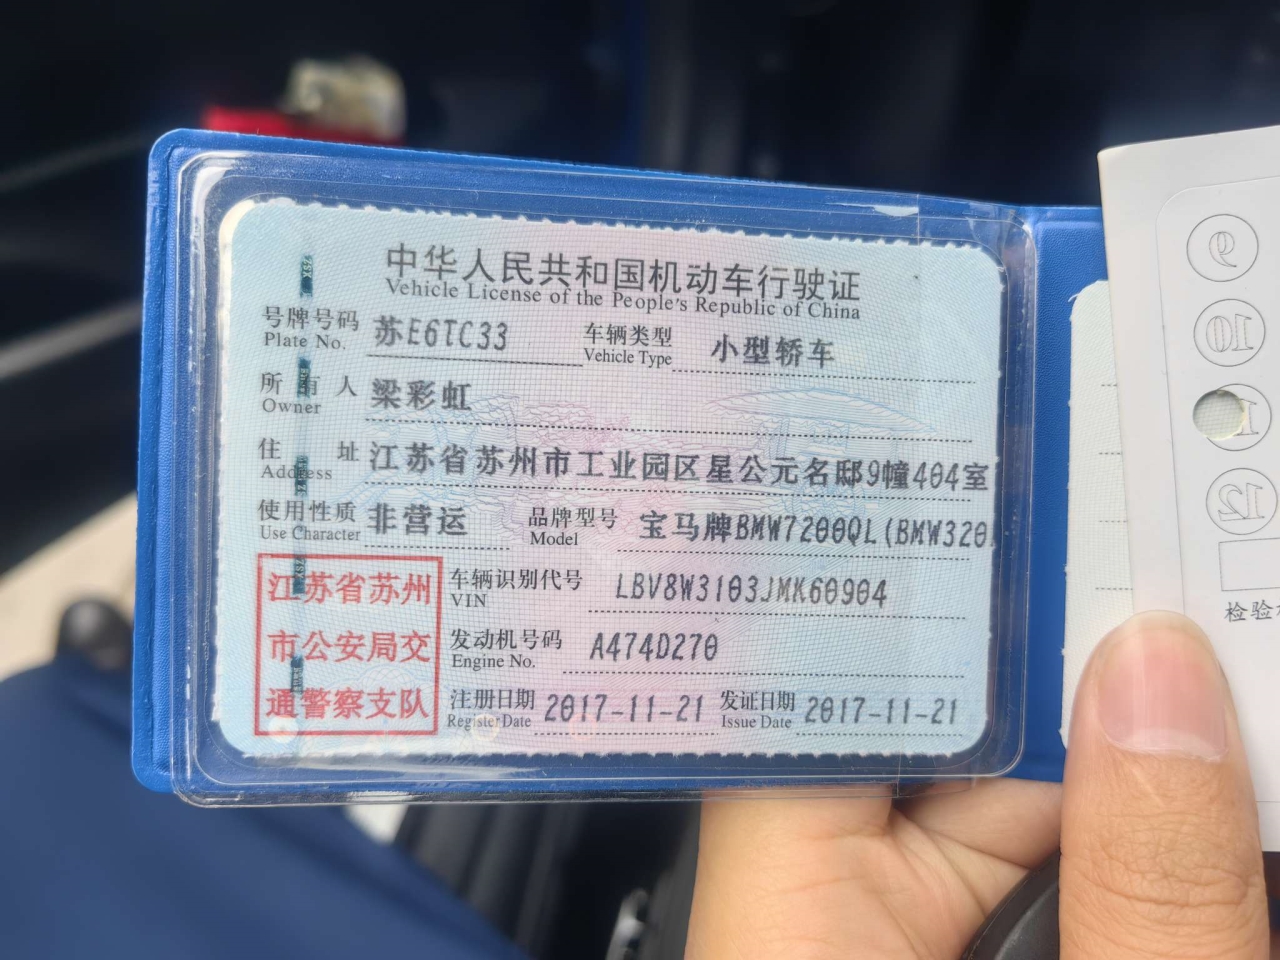 中华人民共和国机动车行驶证
Vehicle License of the People's Republic of China
号牌号码 苏E6TC33 车辆类型 小型轿车
Plate No. Vehicle Type
所有人 梁彩虹
Owner
住址 江苏省苏州市工业园区星公元名邸9幢404室
Address
使用性质 非营运 品牌型号 宝马牌BMW7200QL(BMW320
Use Character Model
江苏省苏州
市公安局交
通警察支队
车辆识别代号 LBV8W3103JMK60904
VIN
发动机号码 A474D270
Engine No.
注册日期 2017-11-21 发证日期 2017-11-21
Register Date Issue Date
9
10
1
12
检验